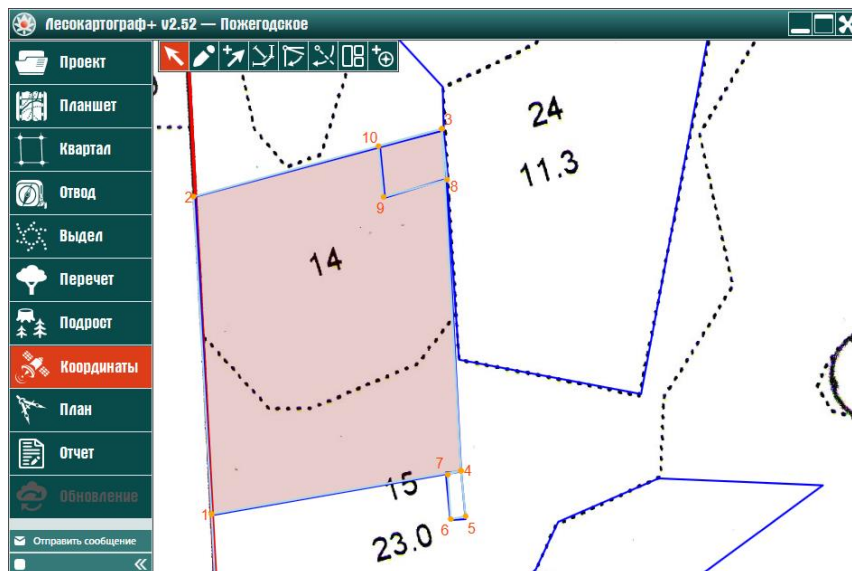 Лесокартограф+ v2.52 — Пожегодское
Проект
Планшет
Квартал
Отвод
Выдел
Перечет
Подрост
Координаты
План
Отчет
Обновление
Отправить сообщение
24
11.3
3
10
8
2
9
14
4
7
15
1
6
5
23.0